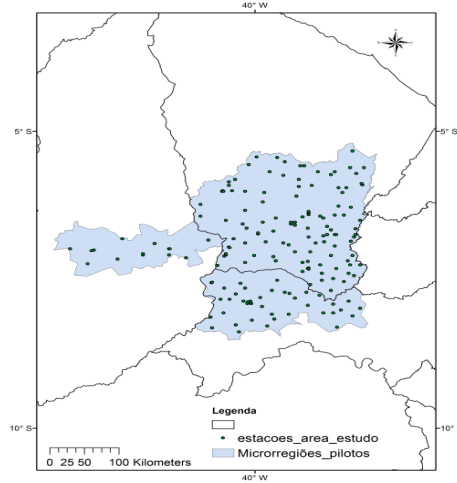 40° W
5° S
5° S
Legenda
estacoes_area_estudo
Microrregiões_pilotos
10° S
10° S
0 25 50 100 Kilometers
40° W